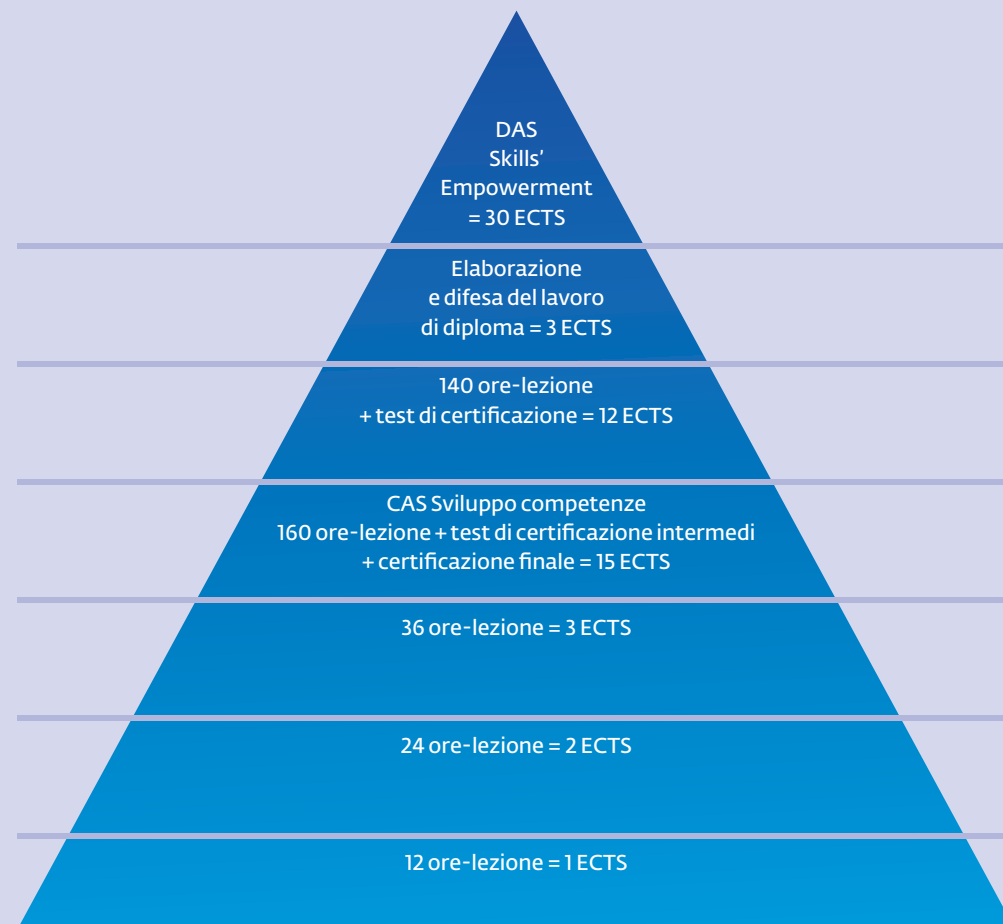 DAS
Skills’
Empowerment
= 30 ECTS
Elaborazione
e difesa del lavoro
di diploma = 3 ECTS
140 ore-lezione
+ test di certificazione = 12 ECTS
CAS Sviluppo competenze
160 ore-lezione + test di certificazione intermedi
+ certificazione finale = 15 ECTS
36 ore-lezione = 3 ECTS
24 ore-lezione = 2 ECTS
12 ore-lezione = 1 ECTS